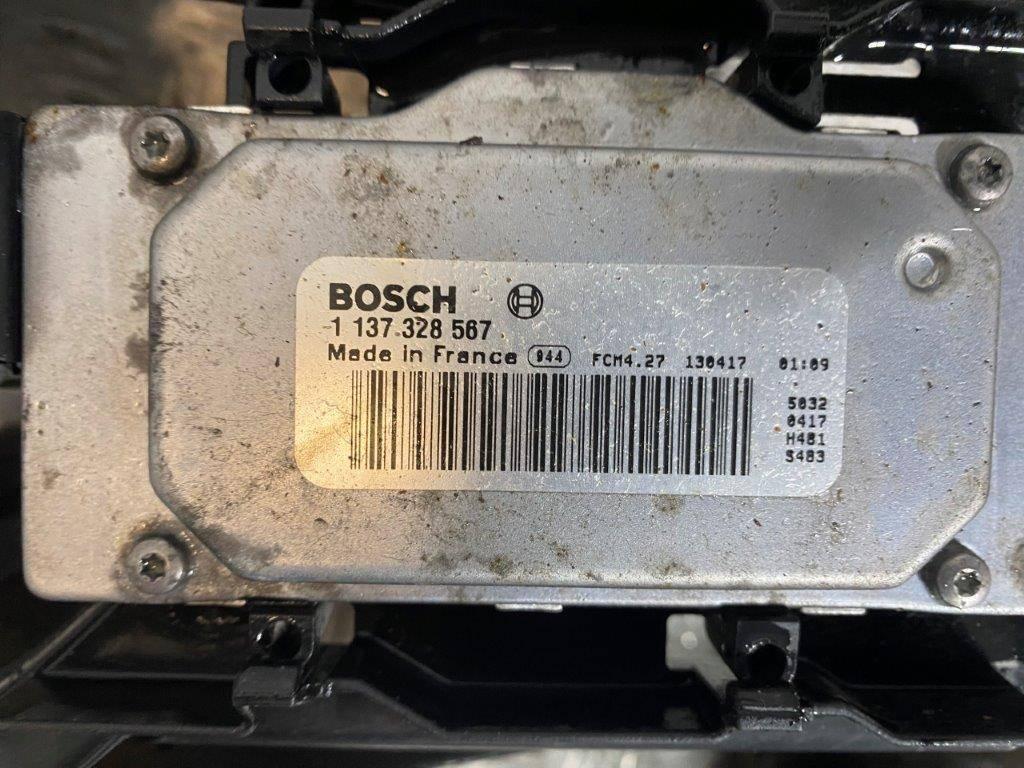 BOSCH
1 137 328 567
Made in France 944 FCM4.27 130417 01:09
5032
0417
H481
S483